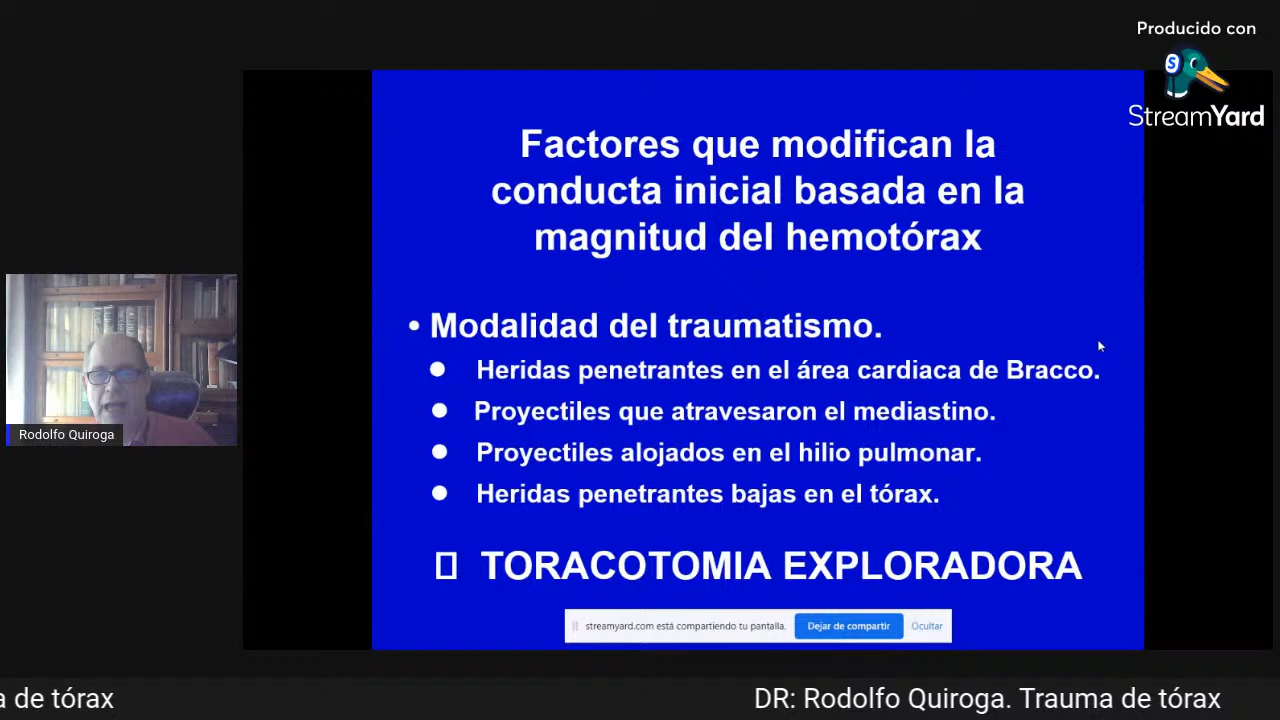 Producido con
StreamYard
Factores que modifican la
conducta inicial basada en la
magnitud del hemotórax
• Modalidad del traumatismo.
● Heridas penetrantes en el área cardiaca de Bracco.
● Proyectiles que atravesaron el mediastino.
● Proyectiles alojados en el hilio pulmonar.
● Heridas penetrantes bajas en el tórax.
TORACOTOMIA EXPLORADORA
streamyard.com está compartiendo tu pantalla.
Dejar de compartir
Ocultar
Rodolfo Quiroga
a de tórax
DR: Rodolfo Quiroga. Trauma de tórax